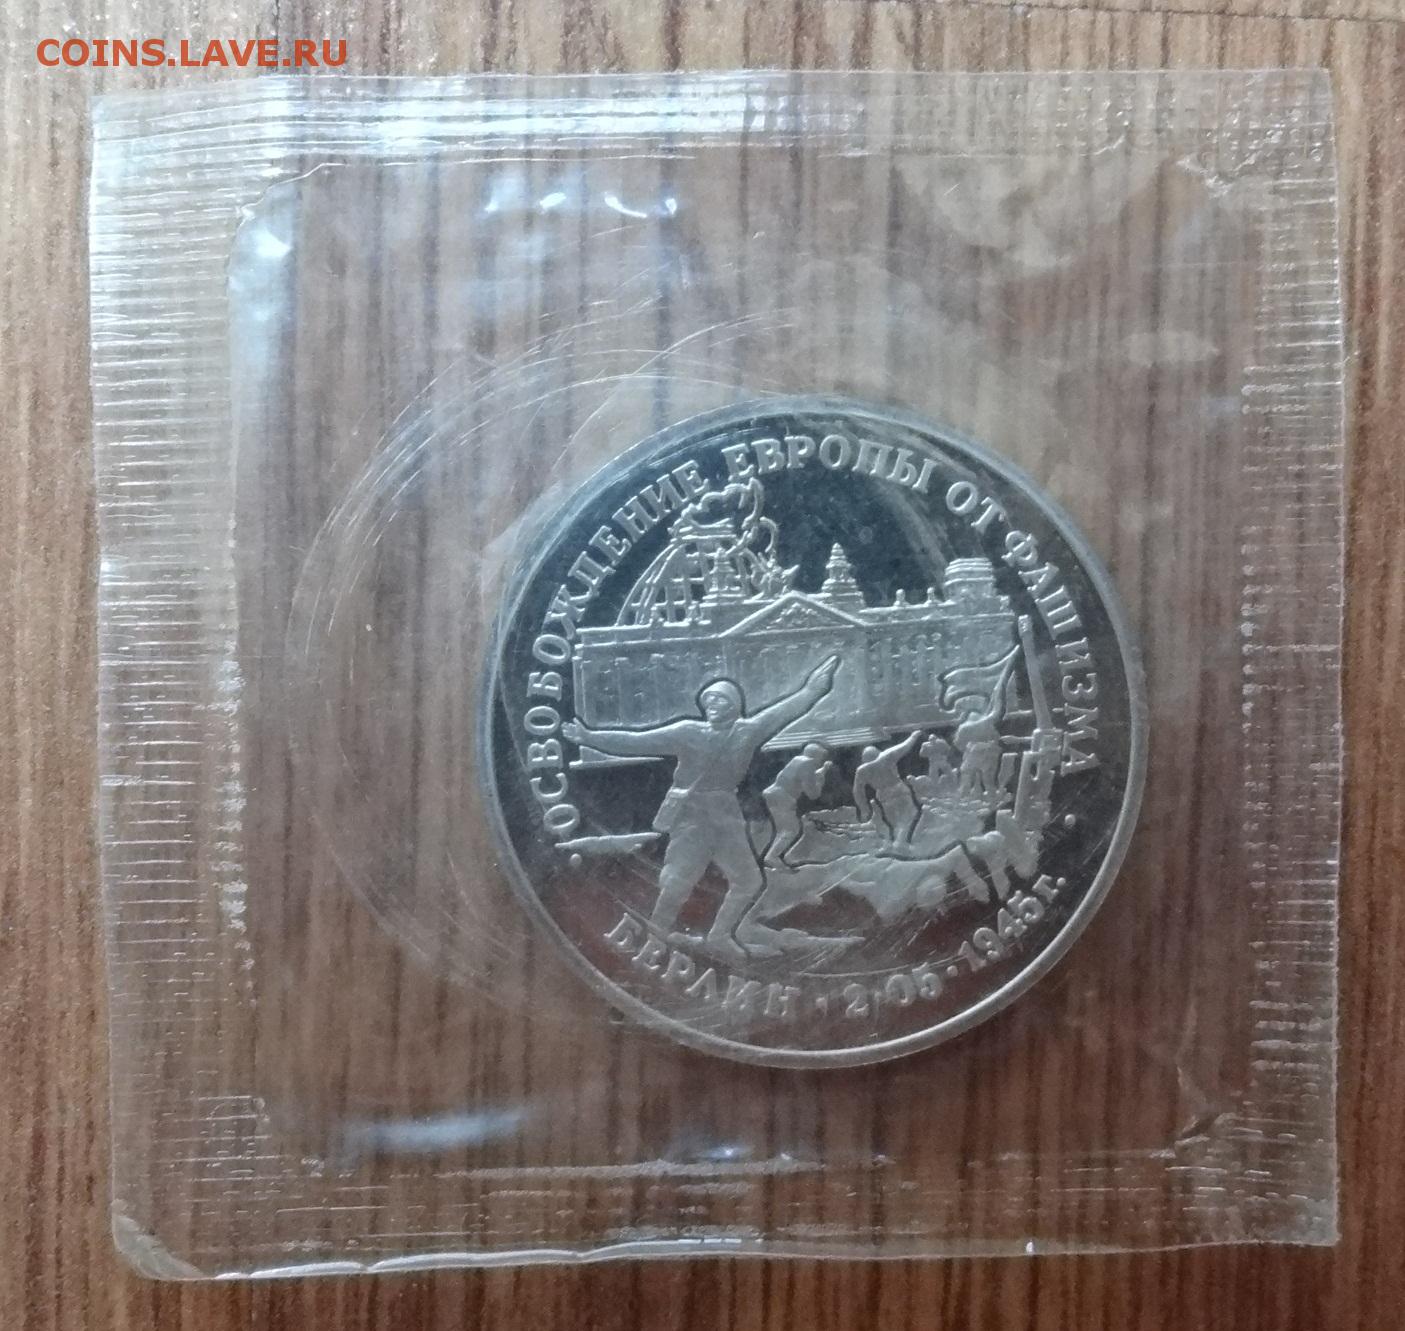 COINS.LAVE.RU
· ОСВОБОЖДЕНИЕ ЕВРОПЫ ОТ ФАШИЗМА ·
БЕРЛИН · 2 · 05 · 1945 г.